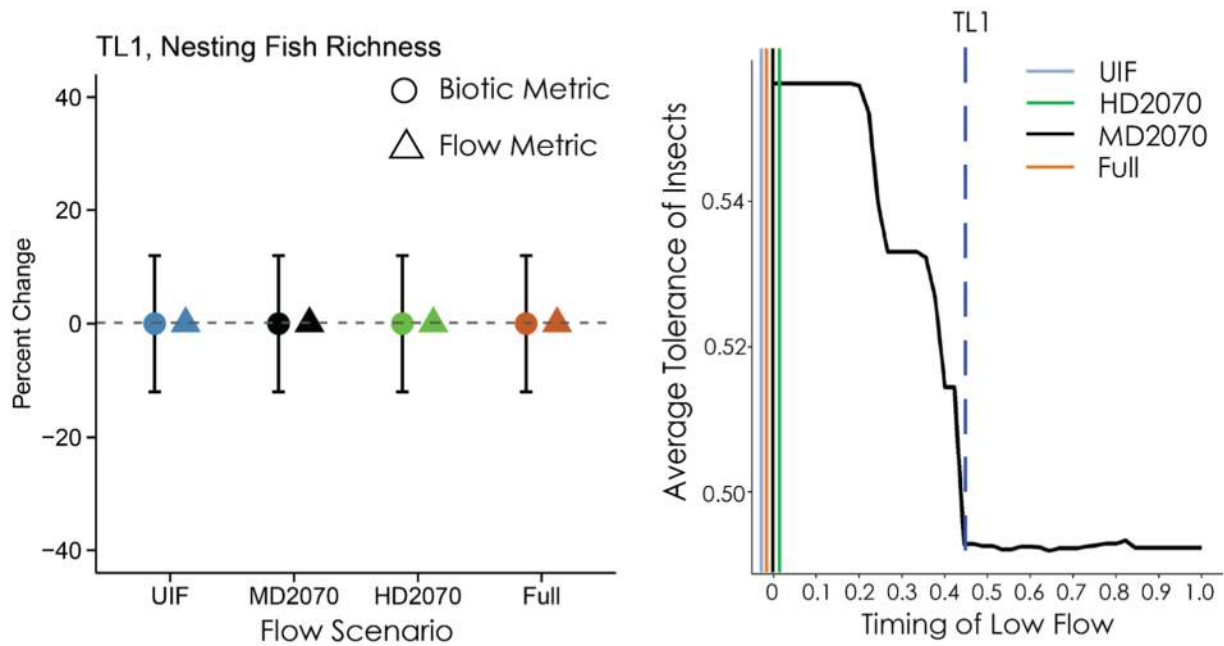 TL1, Nesting Fish Richness
Biotic Metric
Flow Metric
40
20
0
−20
−40
Percent Change
UIF MD2070 HD2070 Full
Flow Scenario
TL1
UIF
HD2070
MD2070
Full
0.54
0.52
0.50
Average Tolerance of Insects
0 0.1 0.2 0.3 0.4 0.5 0.6 0.7 0.8 0.9 1.0
Timing of Low Flow